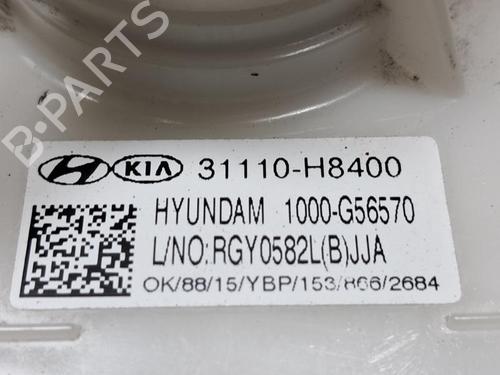 B-PARTS
KIA 31110-H8400
HYUNDAM 1000-G56570
L/NO:RGY0582L(B)JJA
OK/88/15/YBP/153/866/2684